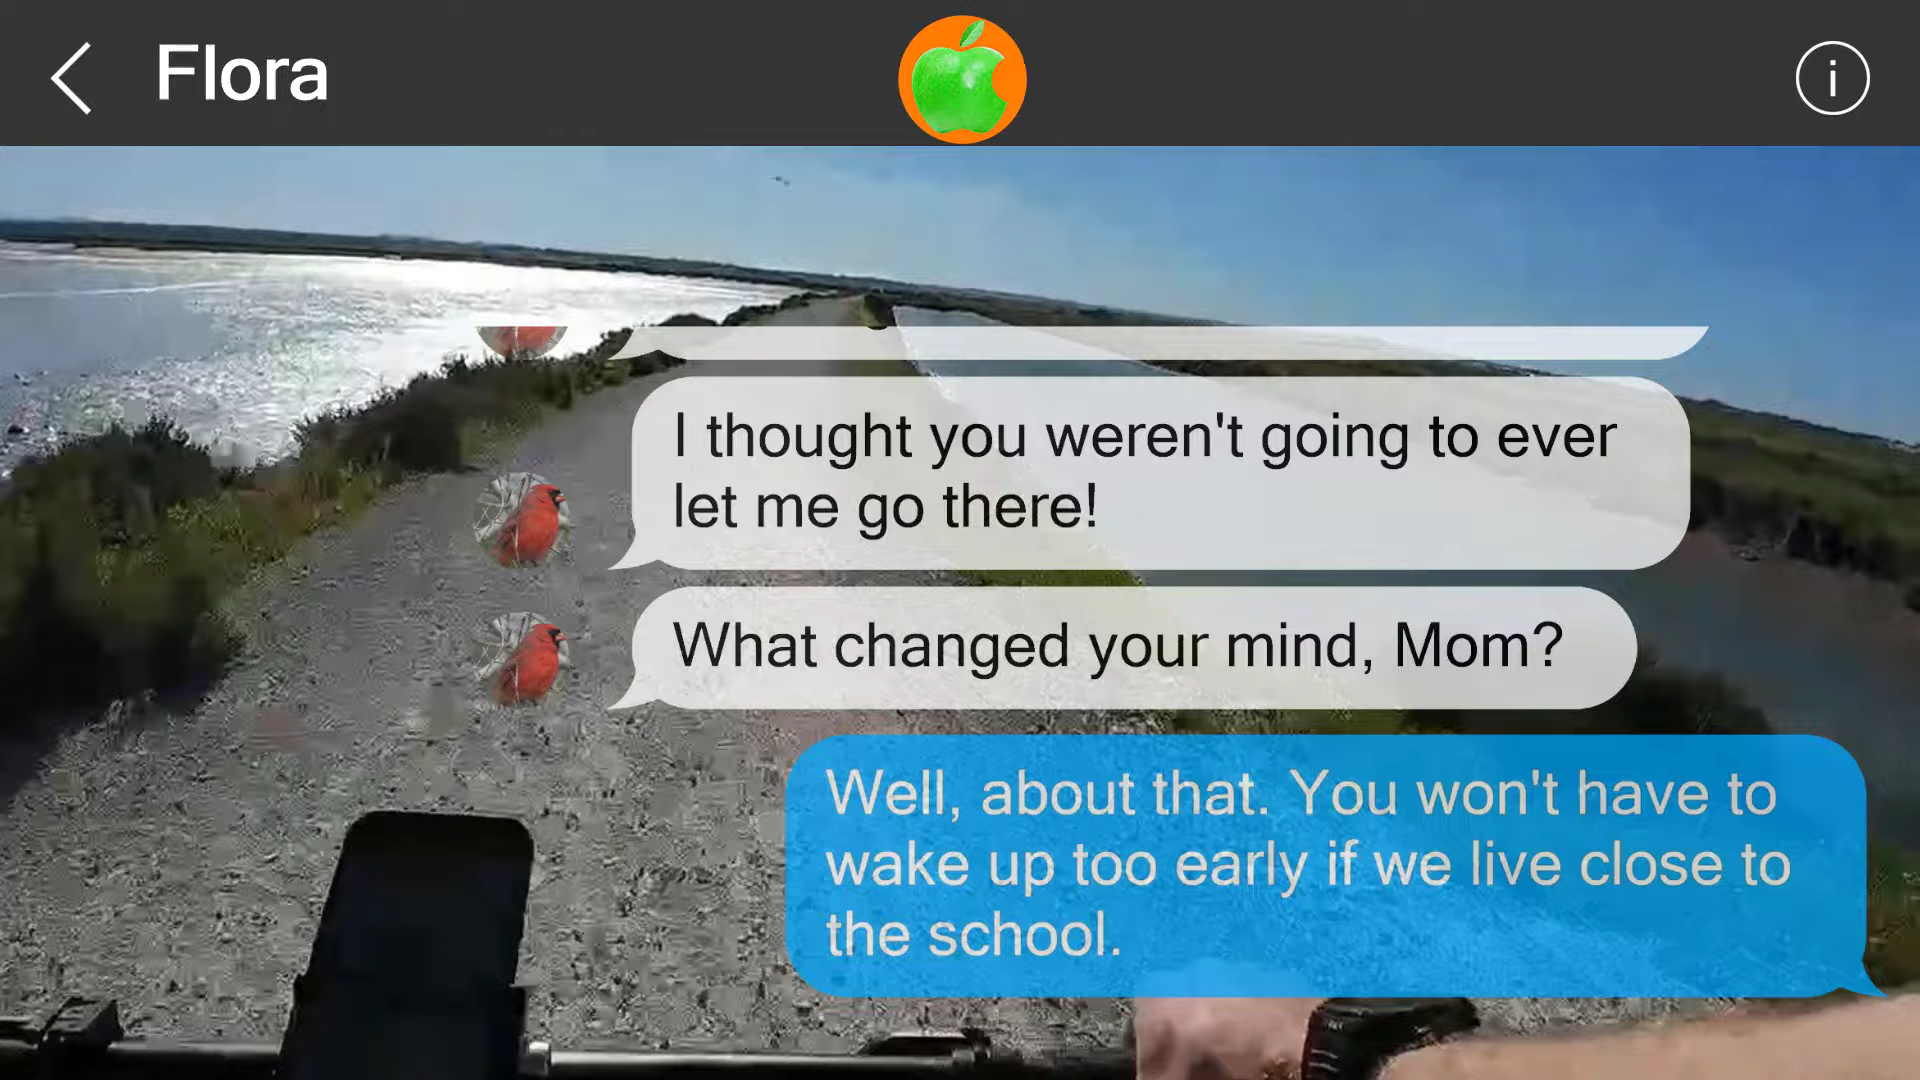 Flora
i
I thought you weren't going to ever
let me go there!
What changed your mind, Mom?
Well, about that. You won't have to
wake up too early if we live close to
the school.